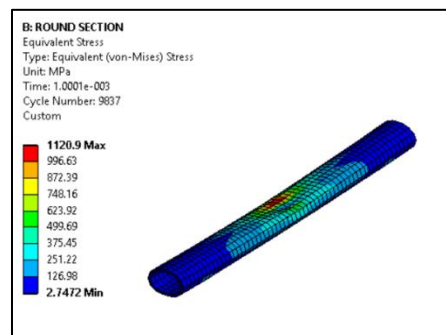 B: ROUND SECTION
Equivalent Stress
Type: Equivalent (von-Mises) Stress
Unit: MPa
Time: 1.0001e-003
Cycle Number: 9837
Custom
1120.9 Max
996.63
872.39
748.16
623.92
499.69
375.45
251.22
126.98
2.7472 Min